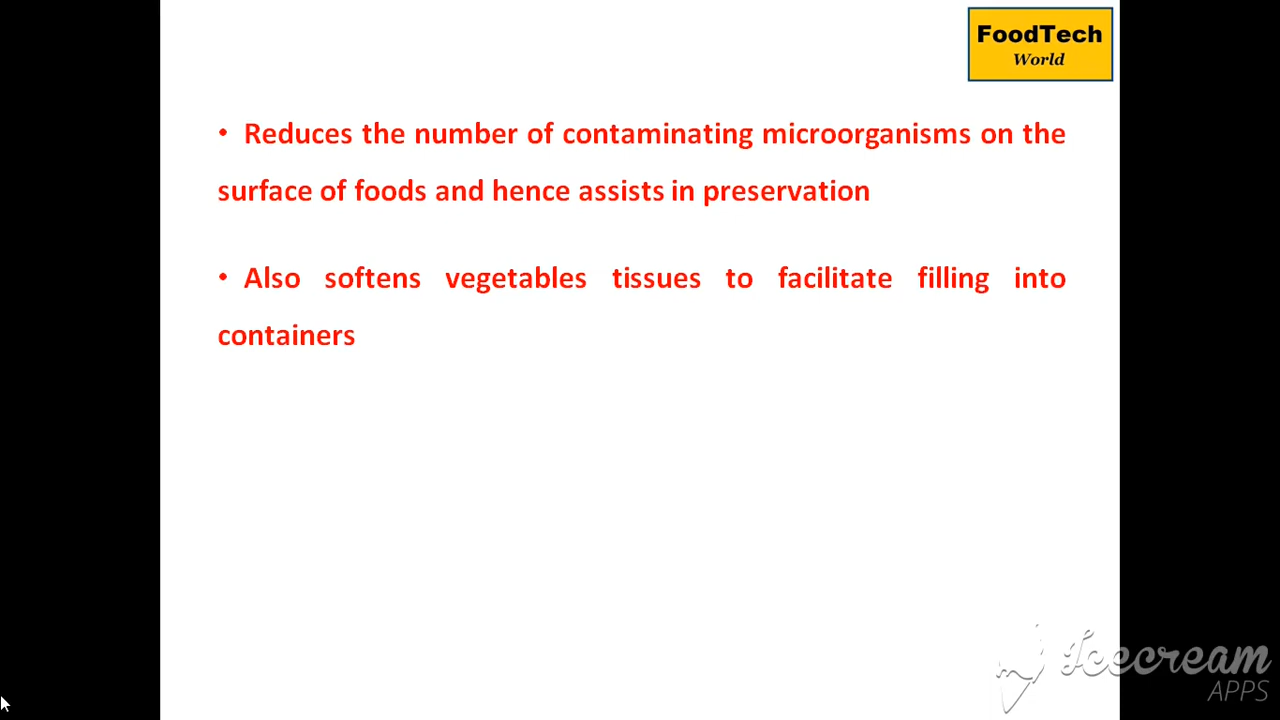 FoodTech
World
• Reduces the number of contaminating microorganisms on the
surface of foods and hence assists in preservation
• Also softens vegetables tissues to facilitate filling into
containers
Icecream
APPS